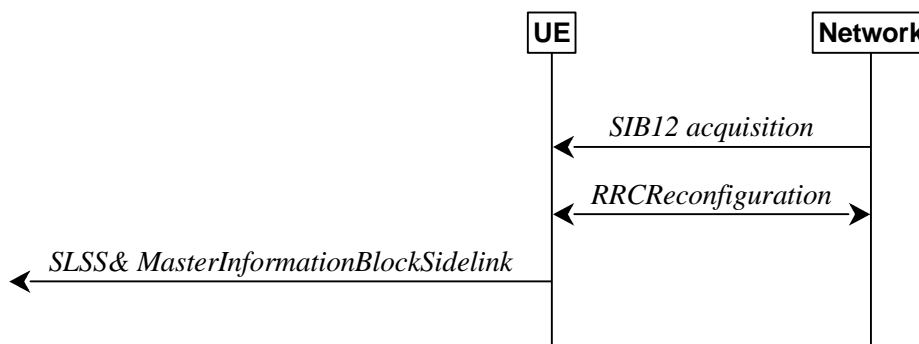 UE
Network
SIB12 acquisition
RRCReconfiguration
SLSS& MasterInformationBlockSidelink